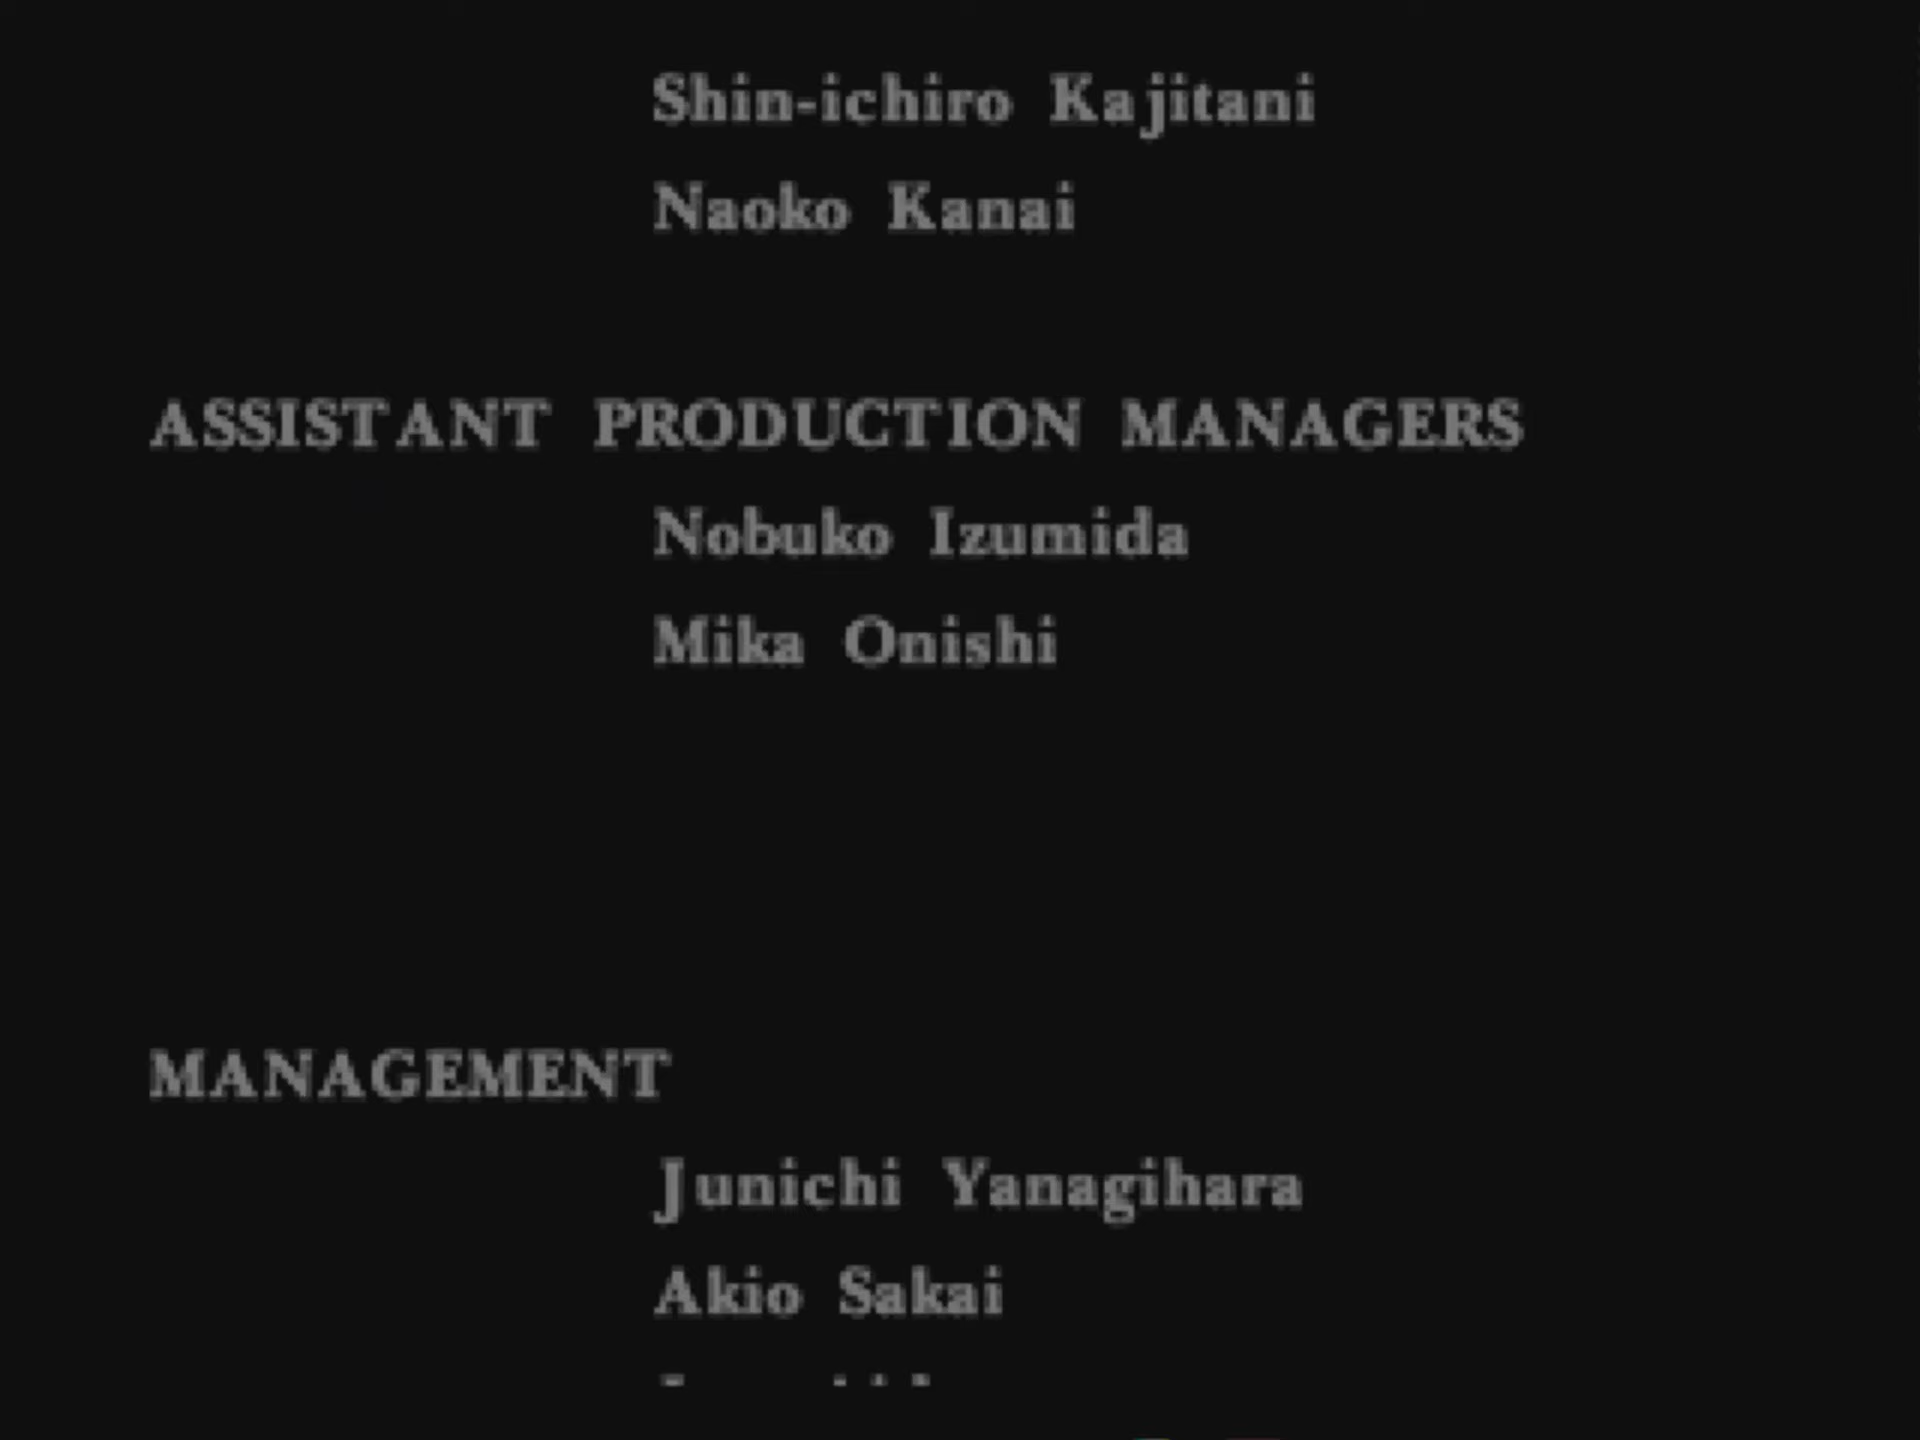 Shin-ichiro Kajitani
Naoko Kanai
ASSISTANT PRODUCTION MANAGERS
Nobuko Izumida
Mika Onishi
MANAGEMENT
Junichi Yanagihara
Akio Sakai